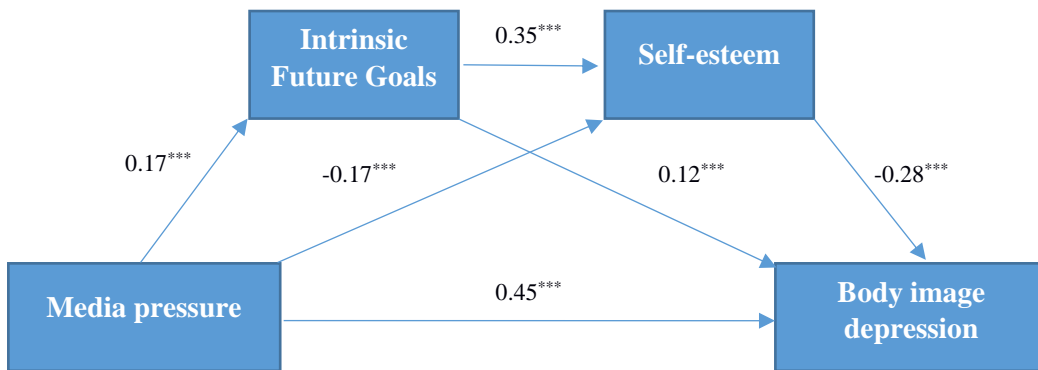 Intrinsic
Future Goals
0.35***
Self-esteem
0.17***
-0.17***
0.12***
-0.28***
Media pressure
0.45***
Body image
depression